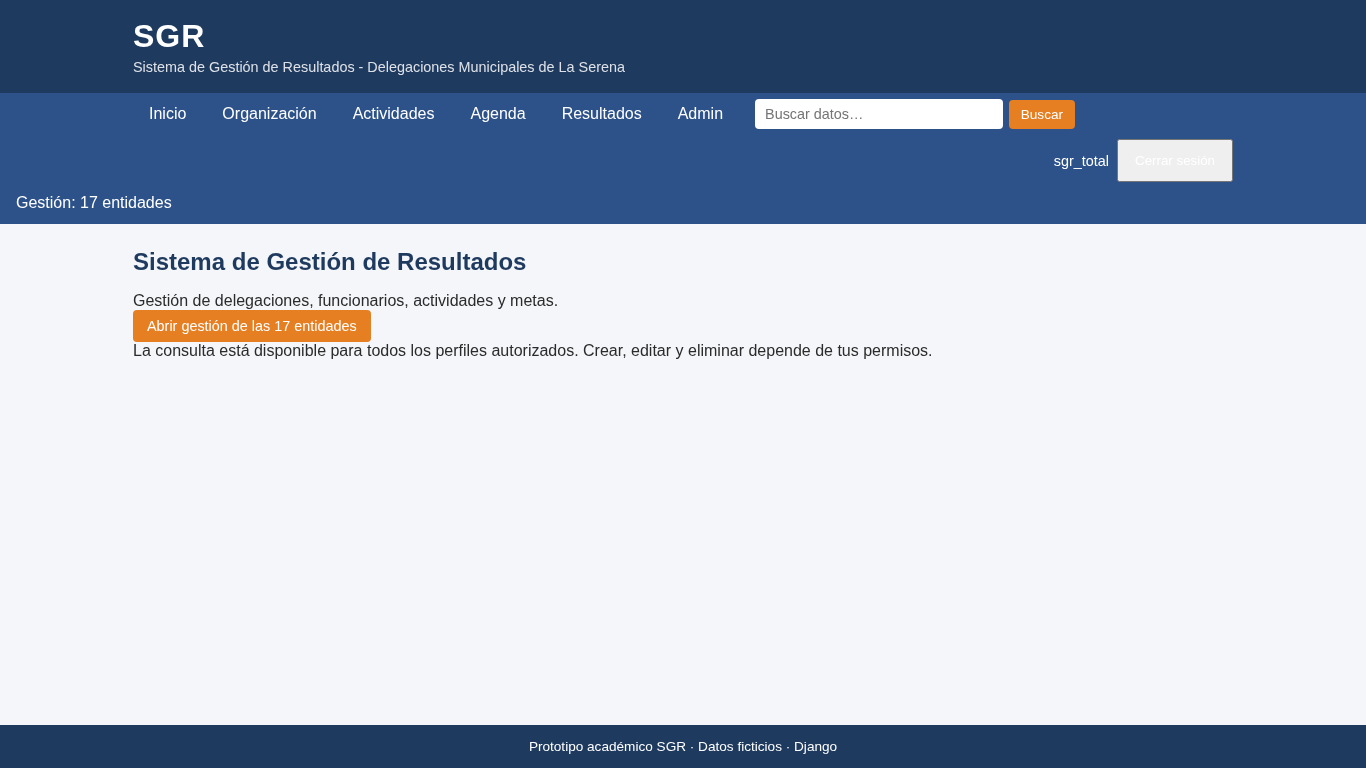 SGR
Sistema de Gestión de Resultados - Delegaciones Municipales de La Serena
Inicio Organización Actividades Agenda Resultados Admin Buscar datos… Buscar
sgr_total Cerrar sesión
Gestión: 17 entidades
Sistema de Gestión de Resultados
Gestión de delegaciones, funcionarios, actividades y metas.
Abrir gestión de las 17 entidades
La consulta está disponible para todos los perfiles autorizados. Crear, editar y eliminar depende de tus permisos.
Prototipo académico SGR · Datos ficticios · Django